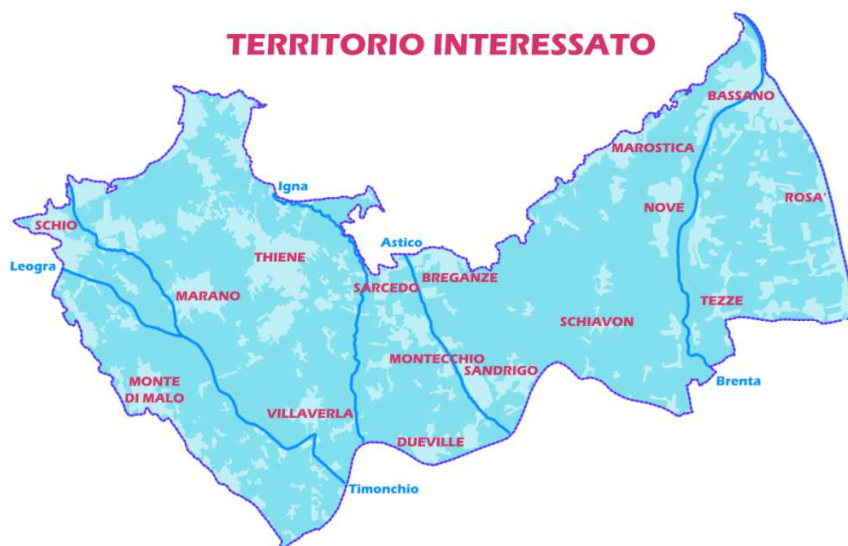 TERRITORIO INTERESSATO
BASSANO
MAROSTICA
Igna
ROSA'
NOVE
SCHIO
Astico
THIENE
Leogra
BREGANZE
SARCEDO
MARANO
TEZZE
SCHIAVON
MONTECCHIO
SANDRIGO
MONTE
DI MALO
Brenta
VILLAVERLA
DUEVILLE
Timonchio